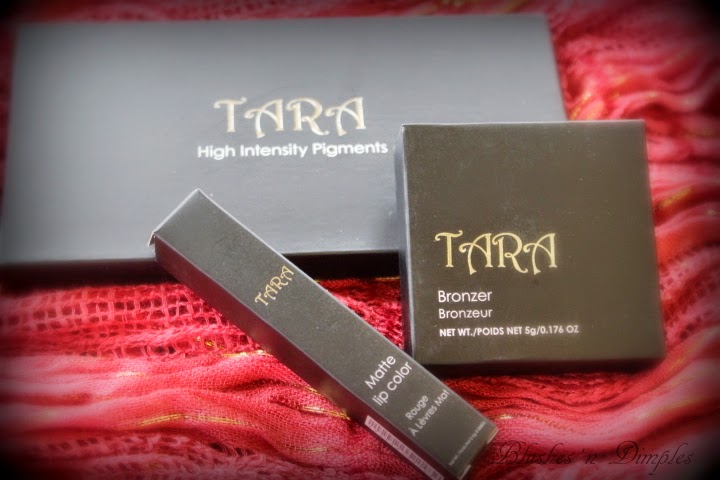 TARA
High Intensity Pigments
TARA
Bronzer
Bronzeur
NET WT./POIDS NET 5g/0.176 OZ
TARA
Matte
lip color
Rouge
À Lèvres Mat
Blushes 'n Dimples